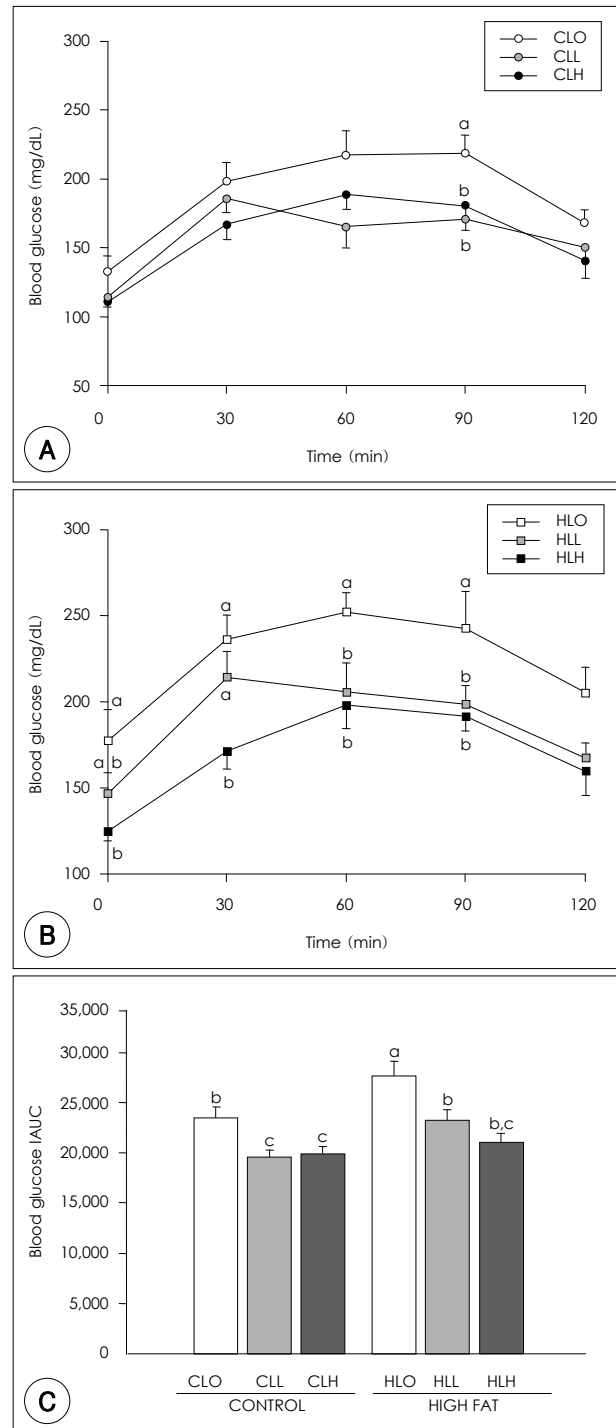 300
250
200
150
100
50
Blood glucose (mg/dL)
CLO
CLL
CLH
a
b
b
0 30 60 90 120
Time (min)
A
300
250
200
150
100
Blood glucose (mg/dL)
HLO
HLL
HLH
a
a b
b
a
a
b
a
b
b
a
b
b
0 30 60 90 120
Time (min)
B
35,000
30,000
25,000
20,000
15,000
10,000
5,000
0
Blood glucose IAUC
b
c
c
a
b
b,c
CLO CLL CLH HLO HLL HLH
CONTROL HIGH FAT
C